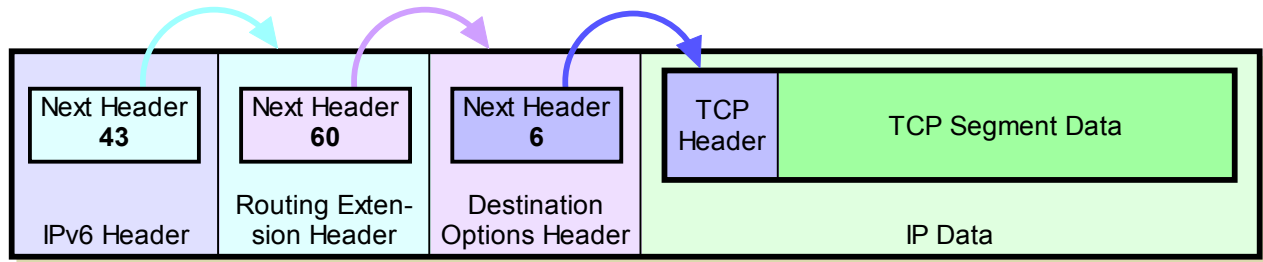 Next Header
43
IPv6 Header
Next Header
60
Routing Exten-
sion Header
Next Header
6
Destination
Options Header
TCP
Header
TCP Segment Data
IP Data